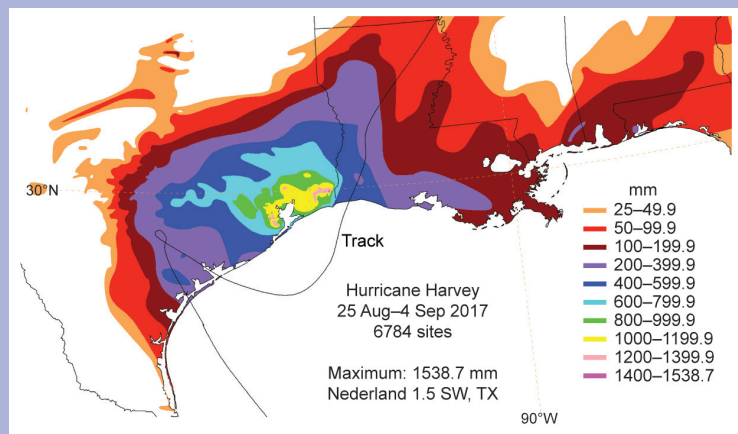 30°N
Track
Hurricane Harvey
25 Aug–4 Sep 2017
6784 sites
Maximum: 1538.7 mm
Nederland 1.5 SW, TX
90°W
mm
25–49.9
50–99.9
100–199.9
200–399.9
400–599.9
600–799.9
800–999.9
1000–1199.9
1200–1399.9
1400–1538.7